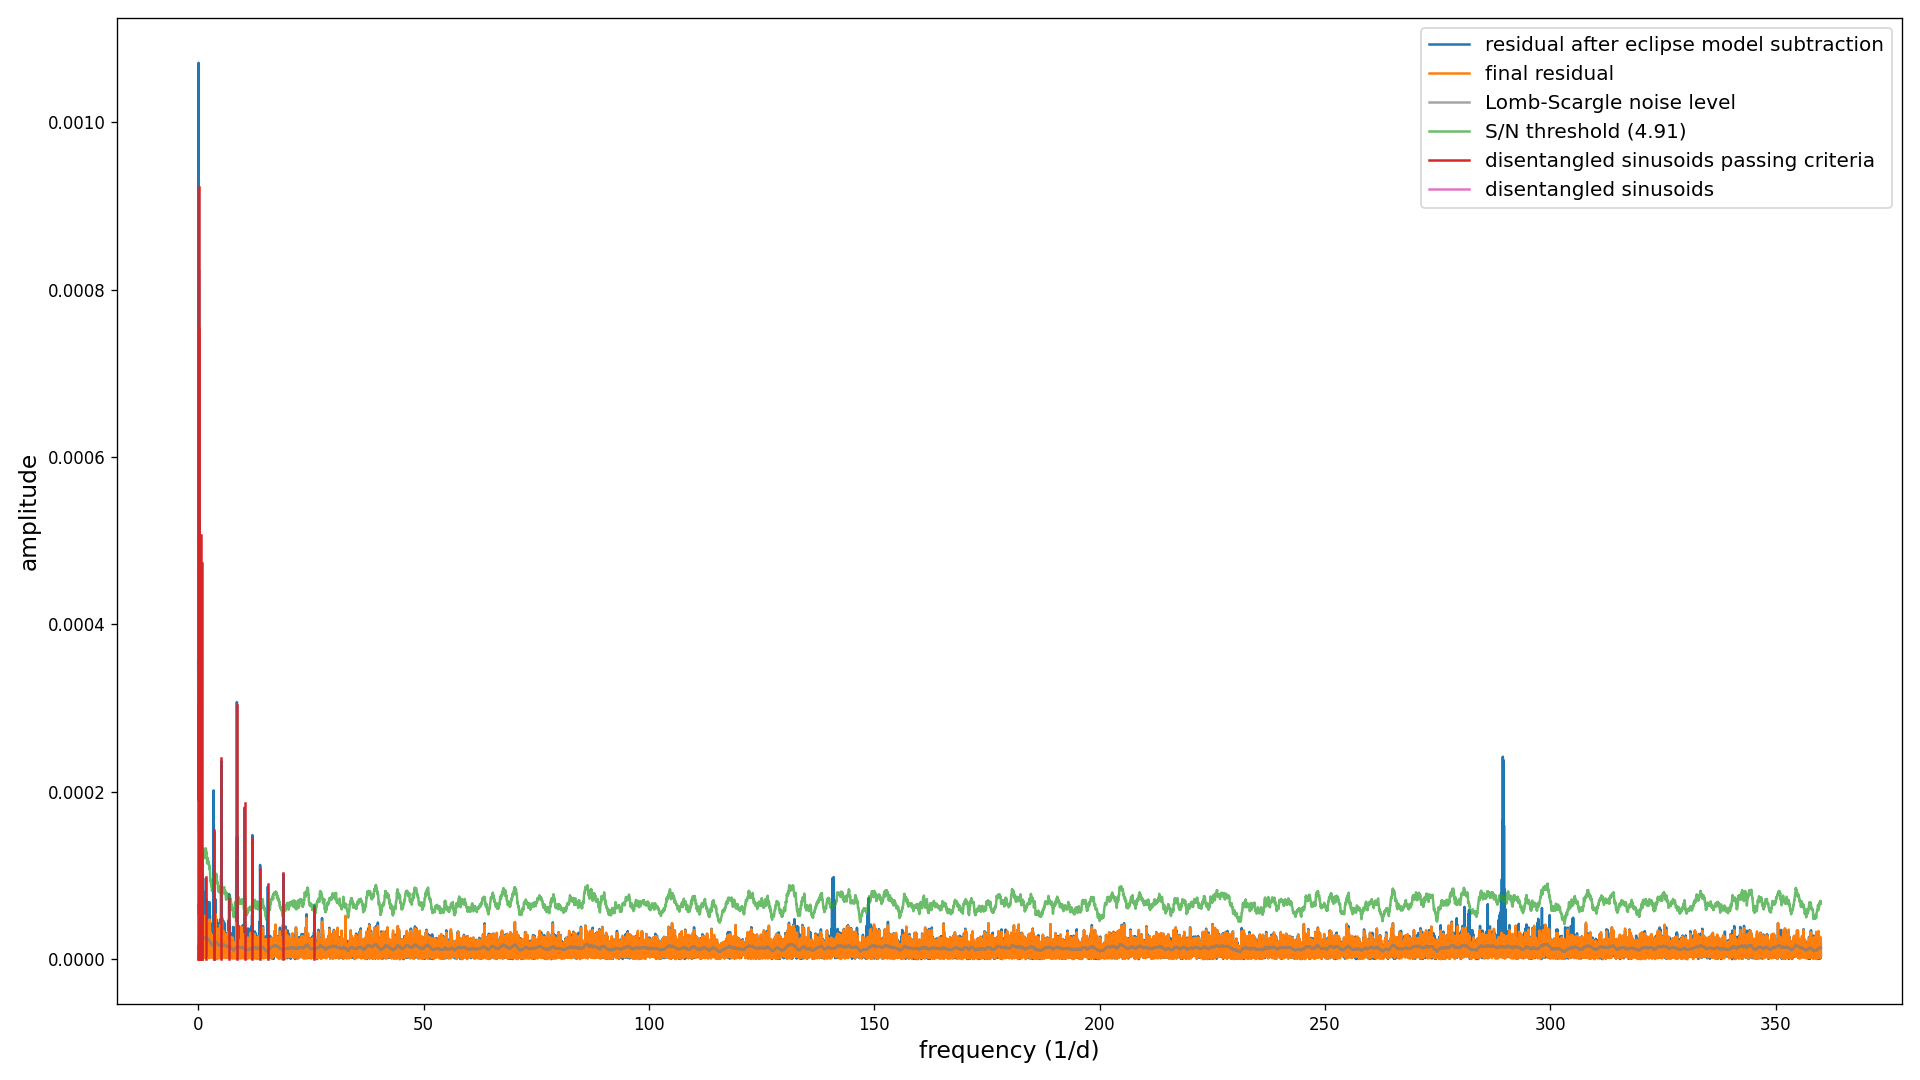 residual after eclipse model subtraction
final residual
Lomb-Scargle noise level
S/N threshold (4.91)
disentangled sinusoids passing criteria
disentangled sinusoids
0.0010
0.0008
0.0006
0.0004
0.0002
0.0000
amplitude
0 50 100 150 200 250 300 350
frequency (1/d)